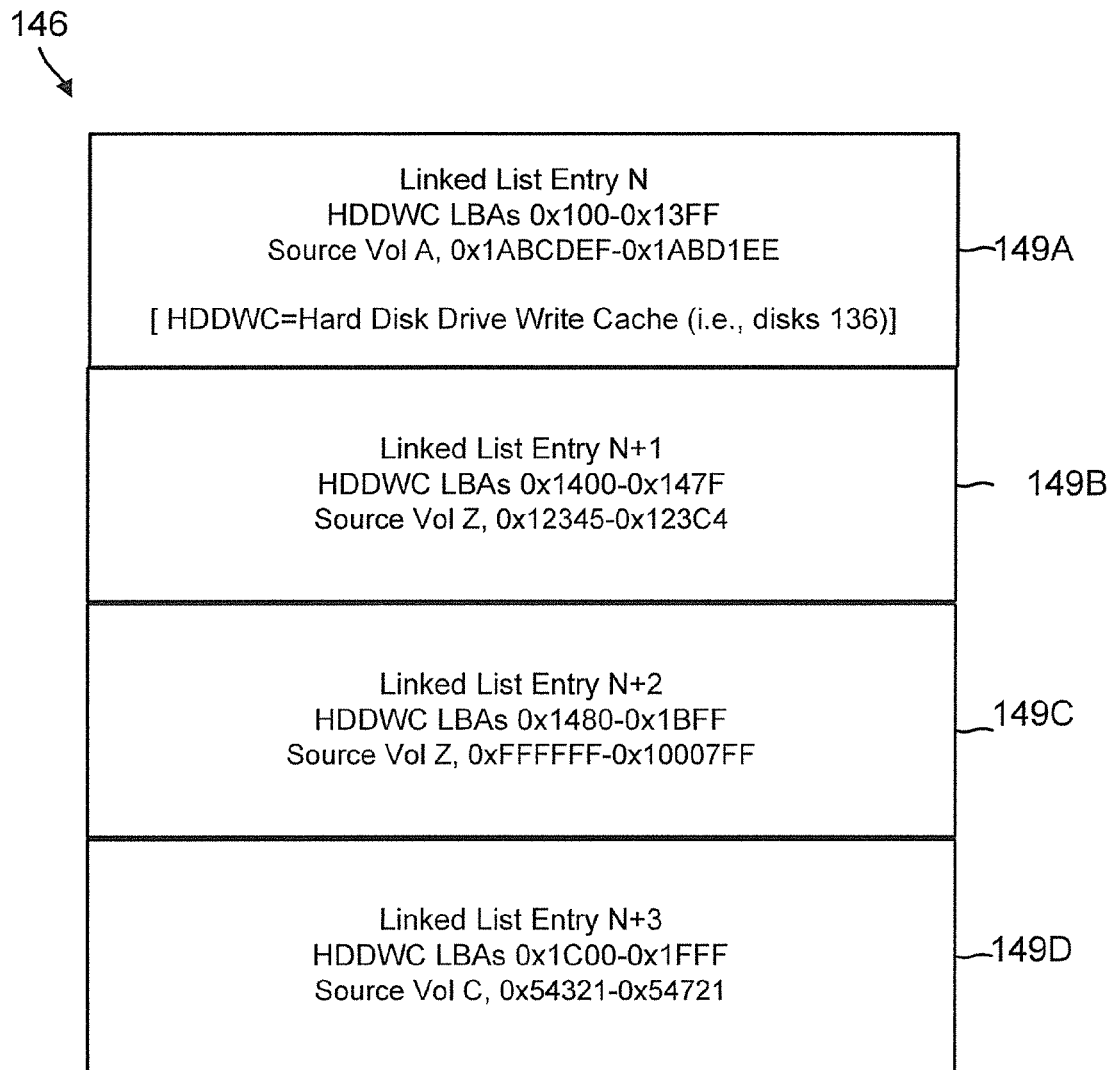 146
Linked List Entry N
HDDWC LBAs 0x100-0x13FF
Source Vol A, 0x1ABCDEF-0x1ABD1EE
149A
[ HDDWC=Hard Disk Drive Write Cache (i.e., disks 136)]
Linked List Entry N+1
HDDWC LBAs 0x1400-0x147F
149B
Source Vol Z, 0x12345-0x123C4
Linked List Entry N+2
HDDWC LBAs 0x1480-0x1BFF
149C
Source Vol Z, 0xFFFFFF-0x10007FF
Linked List Entry N+3
HDDWC LBAs 0x1C00-0x1FFF
149D
Source Vol C, 0x54321-0x54721